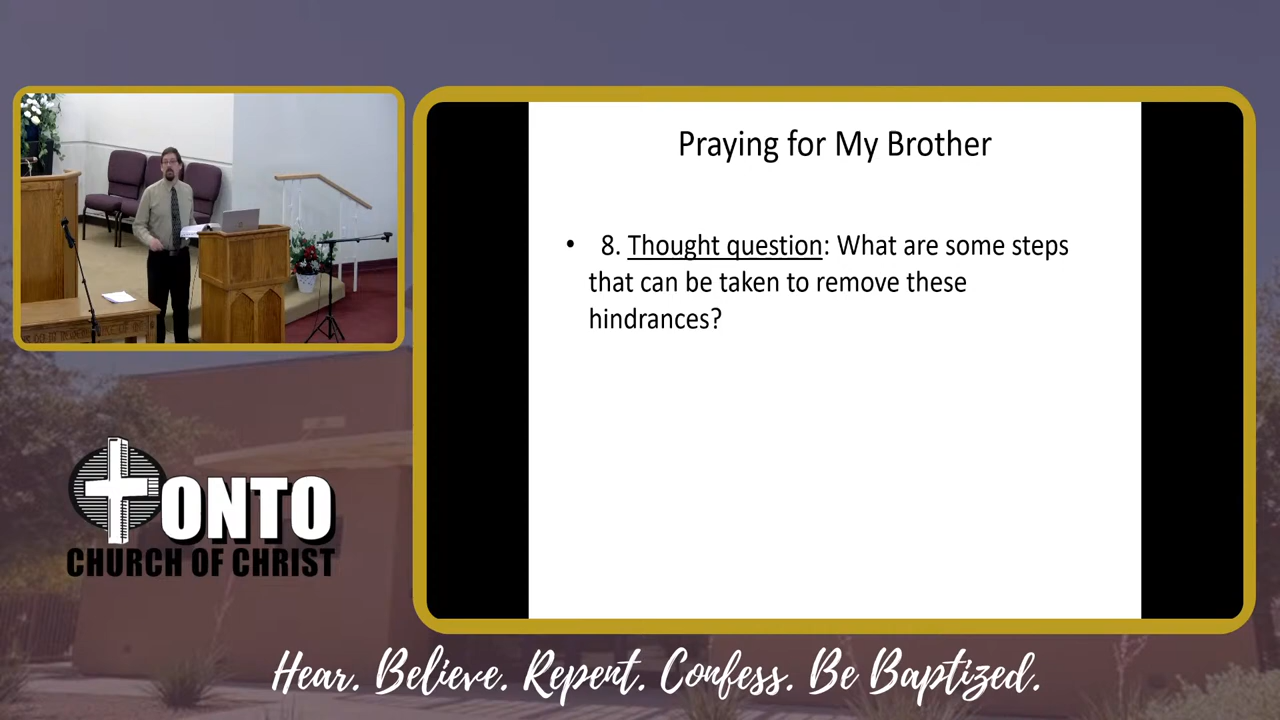 Praying for My Brother
• 8. Thought question: What are some steps
that can be taken to remove these
hindrances?
TONTO
CHURCH OF CHRIST
Hear. Believe. Repent. Confess. Be Baptized.